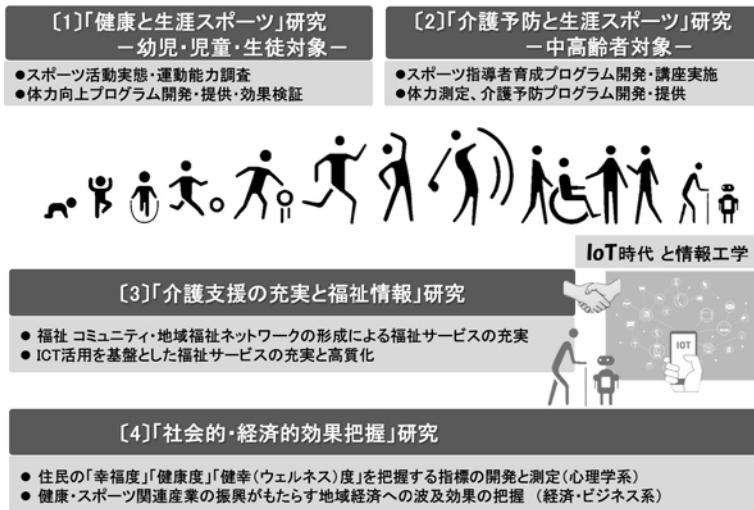 〔1〕「健康と生涯スポーツ」研究
－幼児・児童・生徒対象－
●スポーツ活動実態・運動能力調査
●体力向上プログラム開発・提供・効果検証
〔2〕「介護予防と生涯スポーツ」研究
－中高齢者対象－
●スポーツ指導者育成プログラム開発・講座実施
●体力測定、介護予防プログラム開発・提供
IoT時代 と情報工学
IOT
〔3〕「介護支援の充実と福祉情報」研究
● 福祉 コミュニティ・地域福祉ネットワークの形成による福祉サービスの充実
● ICT活用を基盤とした福祉サービスの充実と高質化
〔4〕「社会的・経済的効果把握」研究
● 住民の「幸福度」「健康度」「健幸(ウェルネス)度」を把握する指標の開発と測定(心理学系)
● 健康・スポーツ関連産業の振興がもたらす地域経済への波及効果の把握 (経済・ビジネス系)